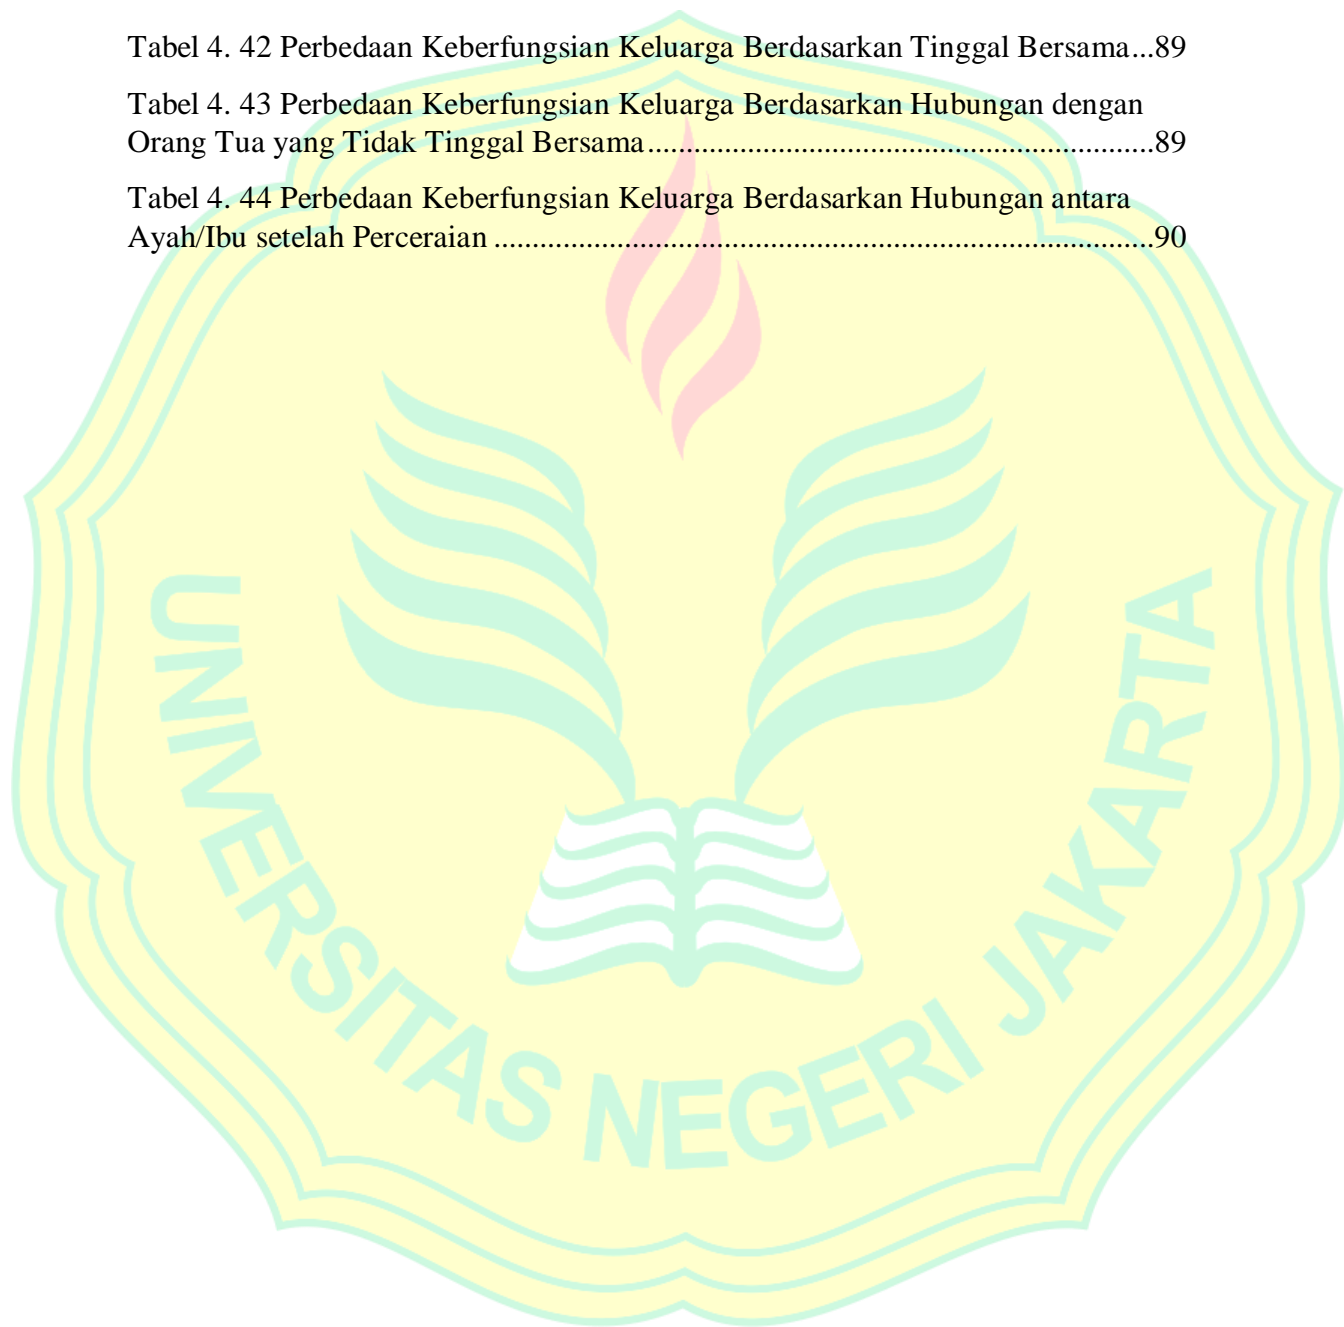 Tabel 4. 42 Perbedaan Keberfungsian Keluarga Berdasarkan Tinggal Bersama...89
Tabel 4. 43 Perbedaan Keberfungsian Keluarga Berdasarkan Hubungan dengan
Orang Tua yang Tidak Tinggal Bersama.................................................................89
Tabel 4. 44 Perbedaan Keberfungsian Keluarga Berdasarkan Hubungan antara
Ayah/Ibu setelah Perceraian .....................................................................................90
UNIVERSITAS NEGERI JAKARTA